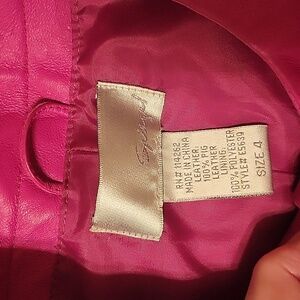 RN# 114262
MADE IN CHINA
LEATHER:
100% PIG
LEATHER
LINING:
100% POLYESTER
STYLE# E5639
SIZE 4